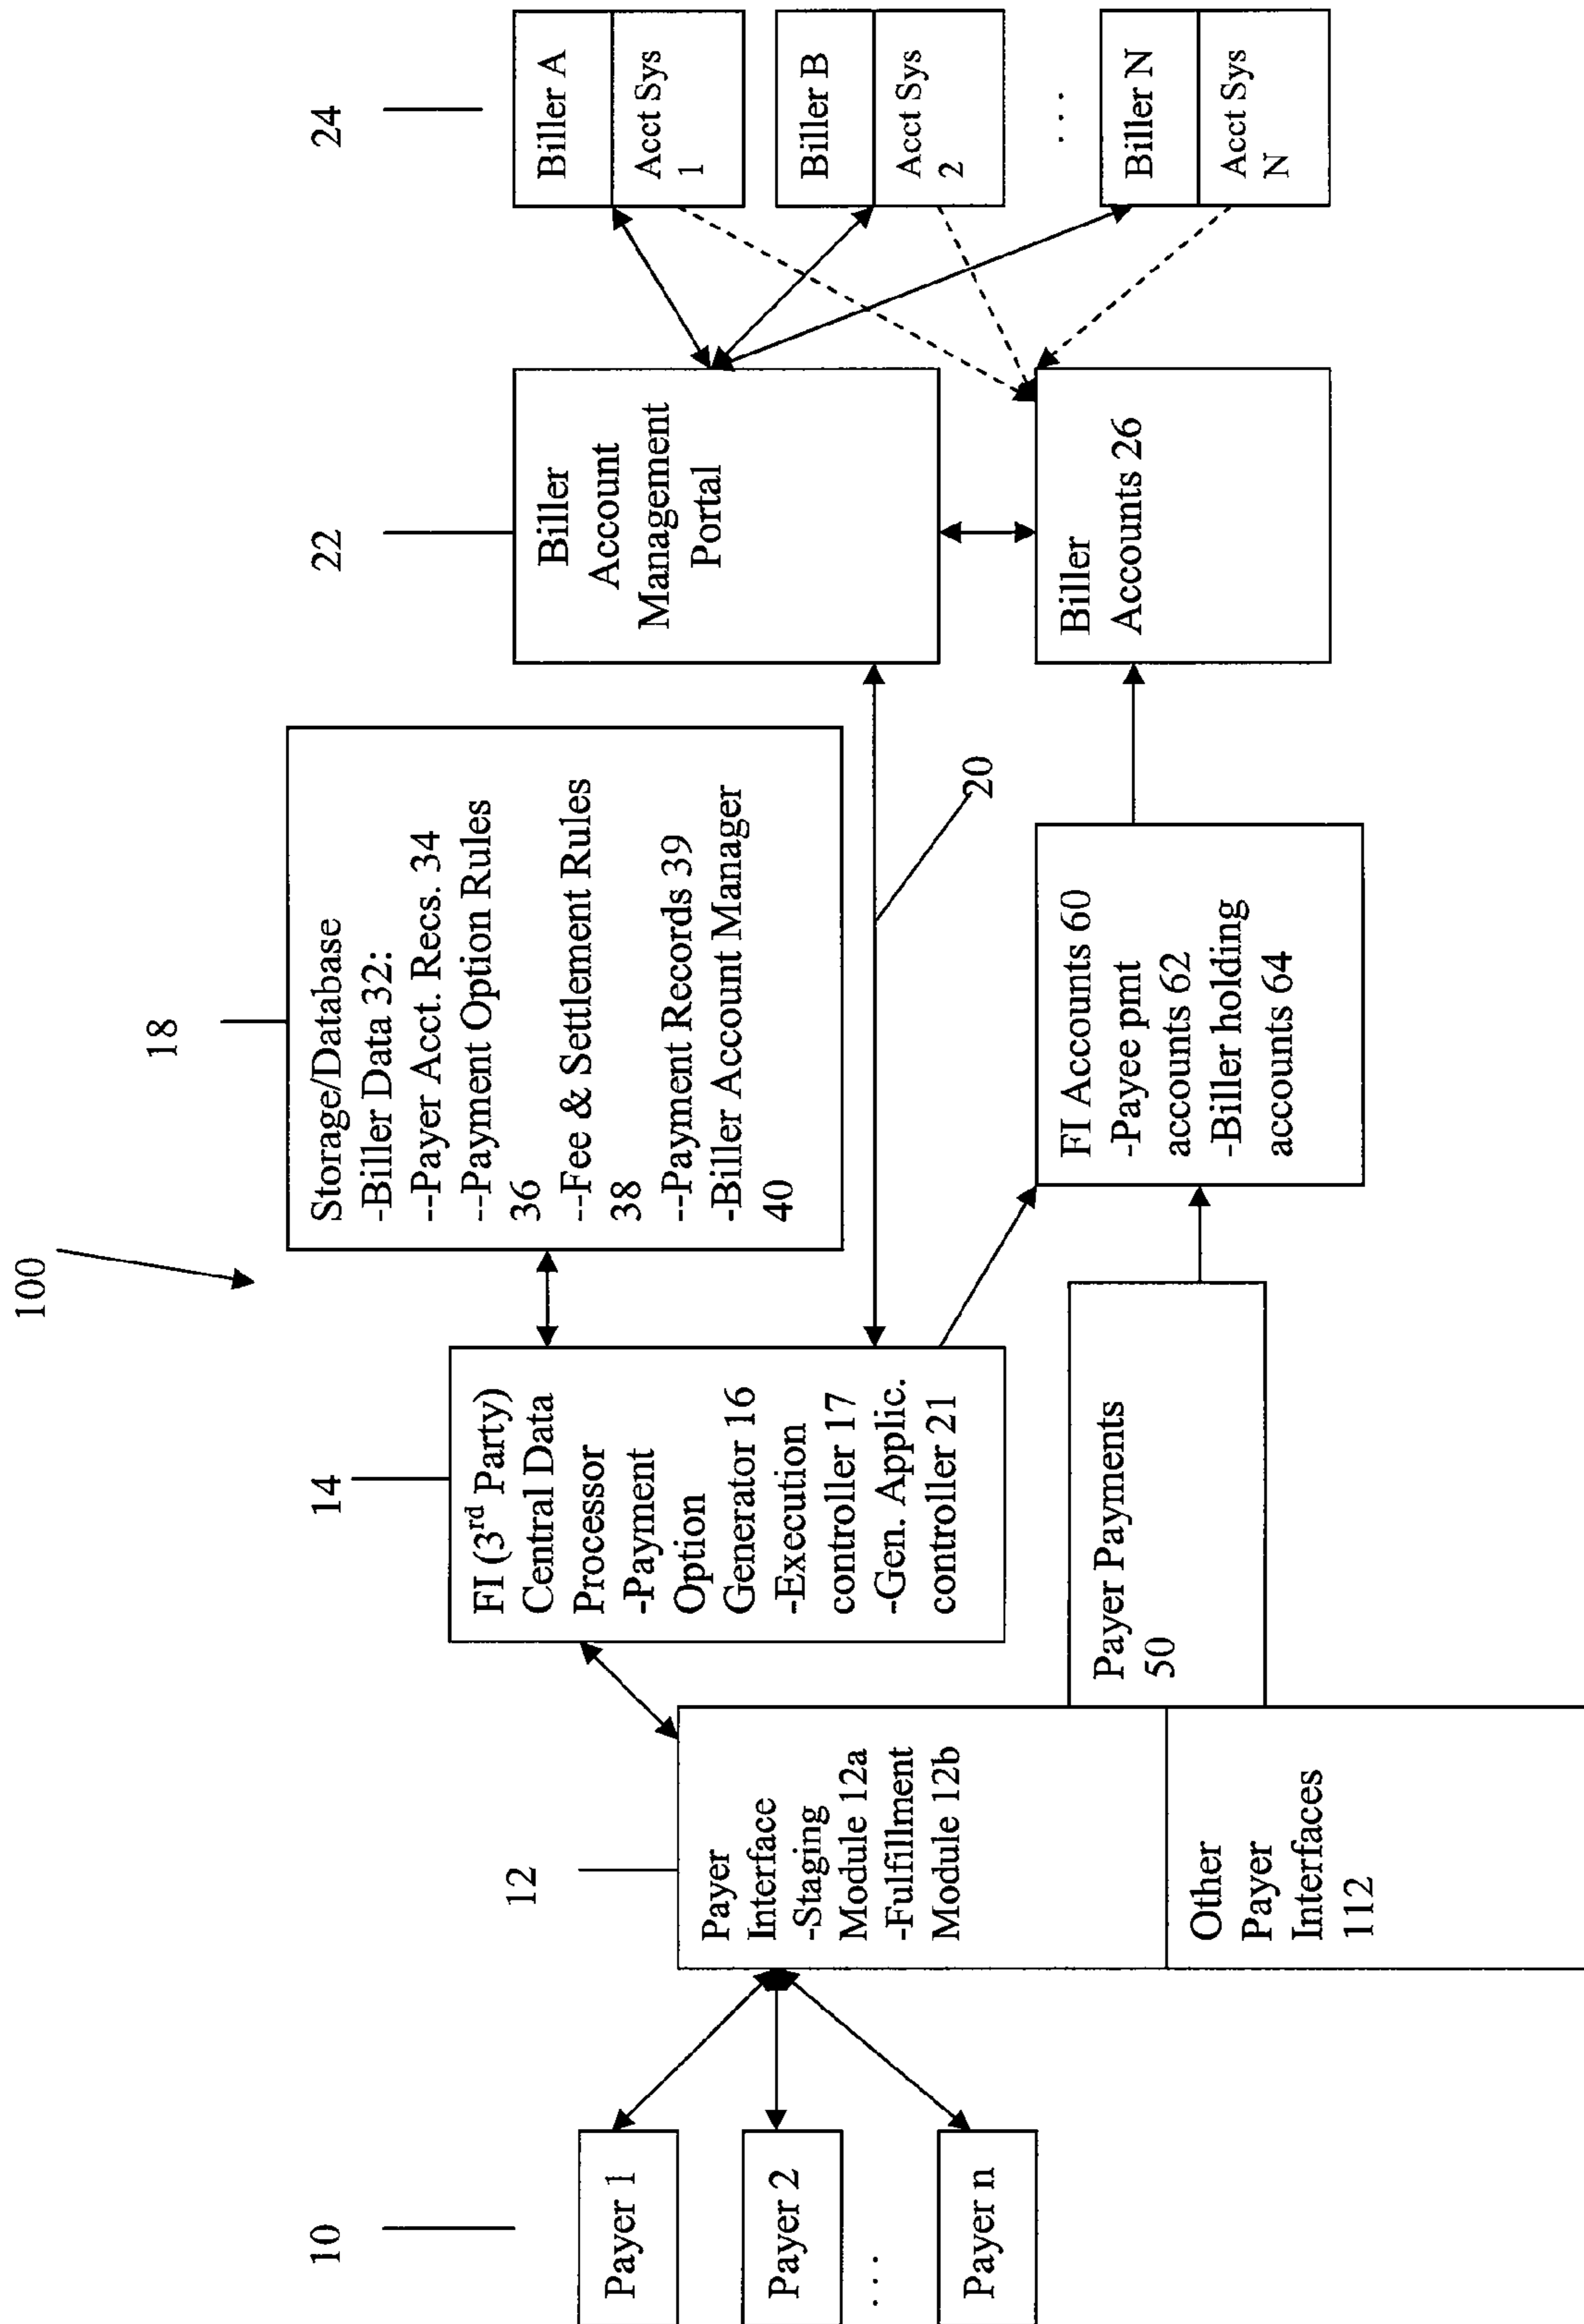 100
10
Payer 1
Payer 2
...
Payer n
12
Payer
Interface
-Staging
Module 12a
-Fulfillment
Module 12b
Other
Payer
Interfaces
112
Payer Payments
50
14
FI (3rd Party)
Central Data
Processor
-Payment
Option
Generator 16
-Execution
controller 17
-Gen. Applic.
controller 21
18
Storage/Database
-Biller Data 32:
--Payer Acct. Recs. 34
--Payment Option Rules
36
--Fee & Settlement Rules
38
--Payment Records 39
-Biller Account Manager
40
20
FI Accounts 60
-Payee pmt
accounts 62
-Biller holding
accounts 64
22
Biller
Account
Management
Portal
Biller
Accounts 26
24
Biller A
Acct Sys
1
Biller B
Acct Sys
2
...
Biller N
Acct Sys
N